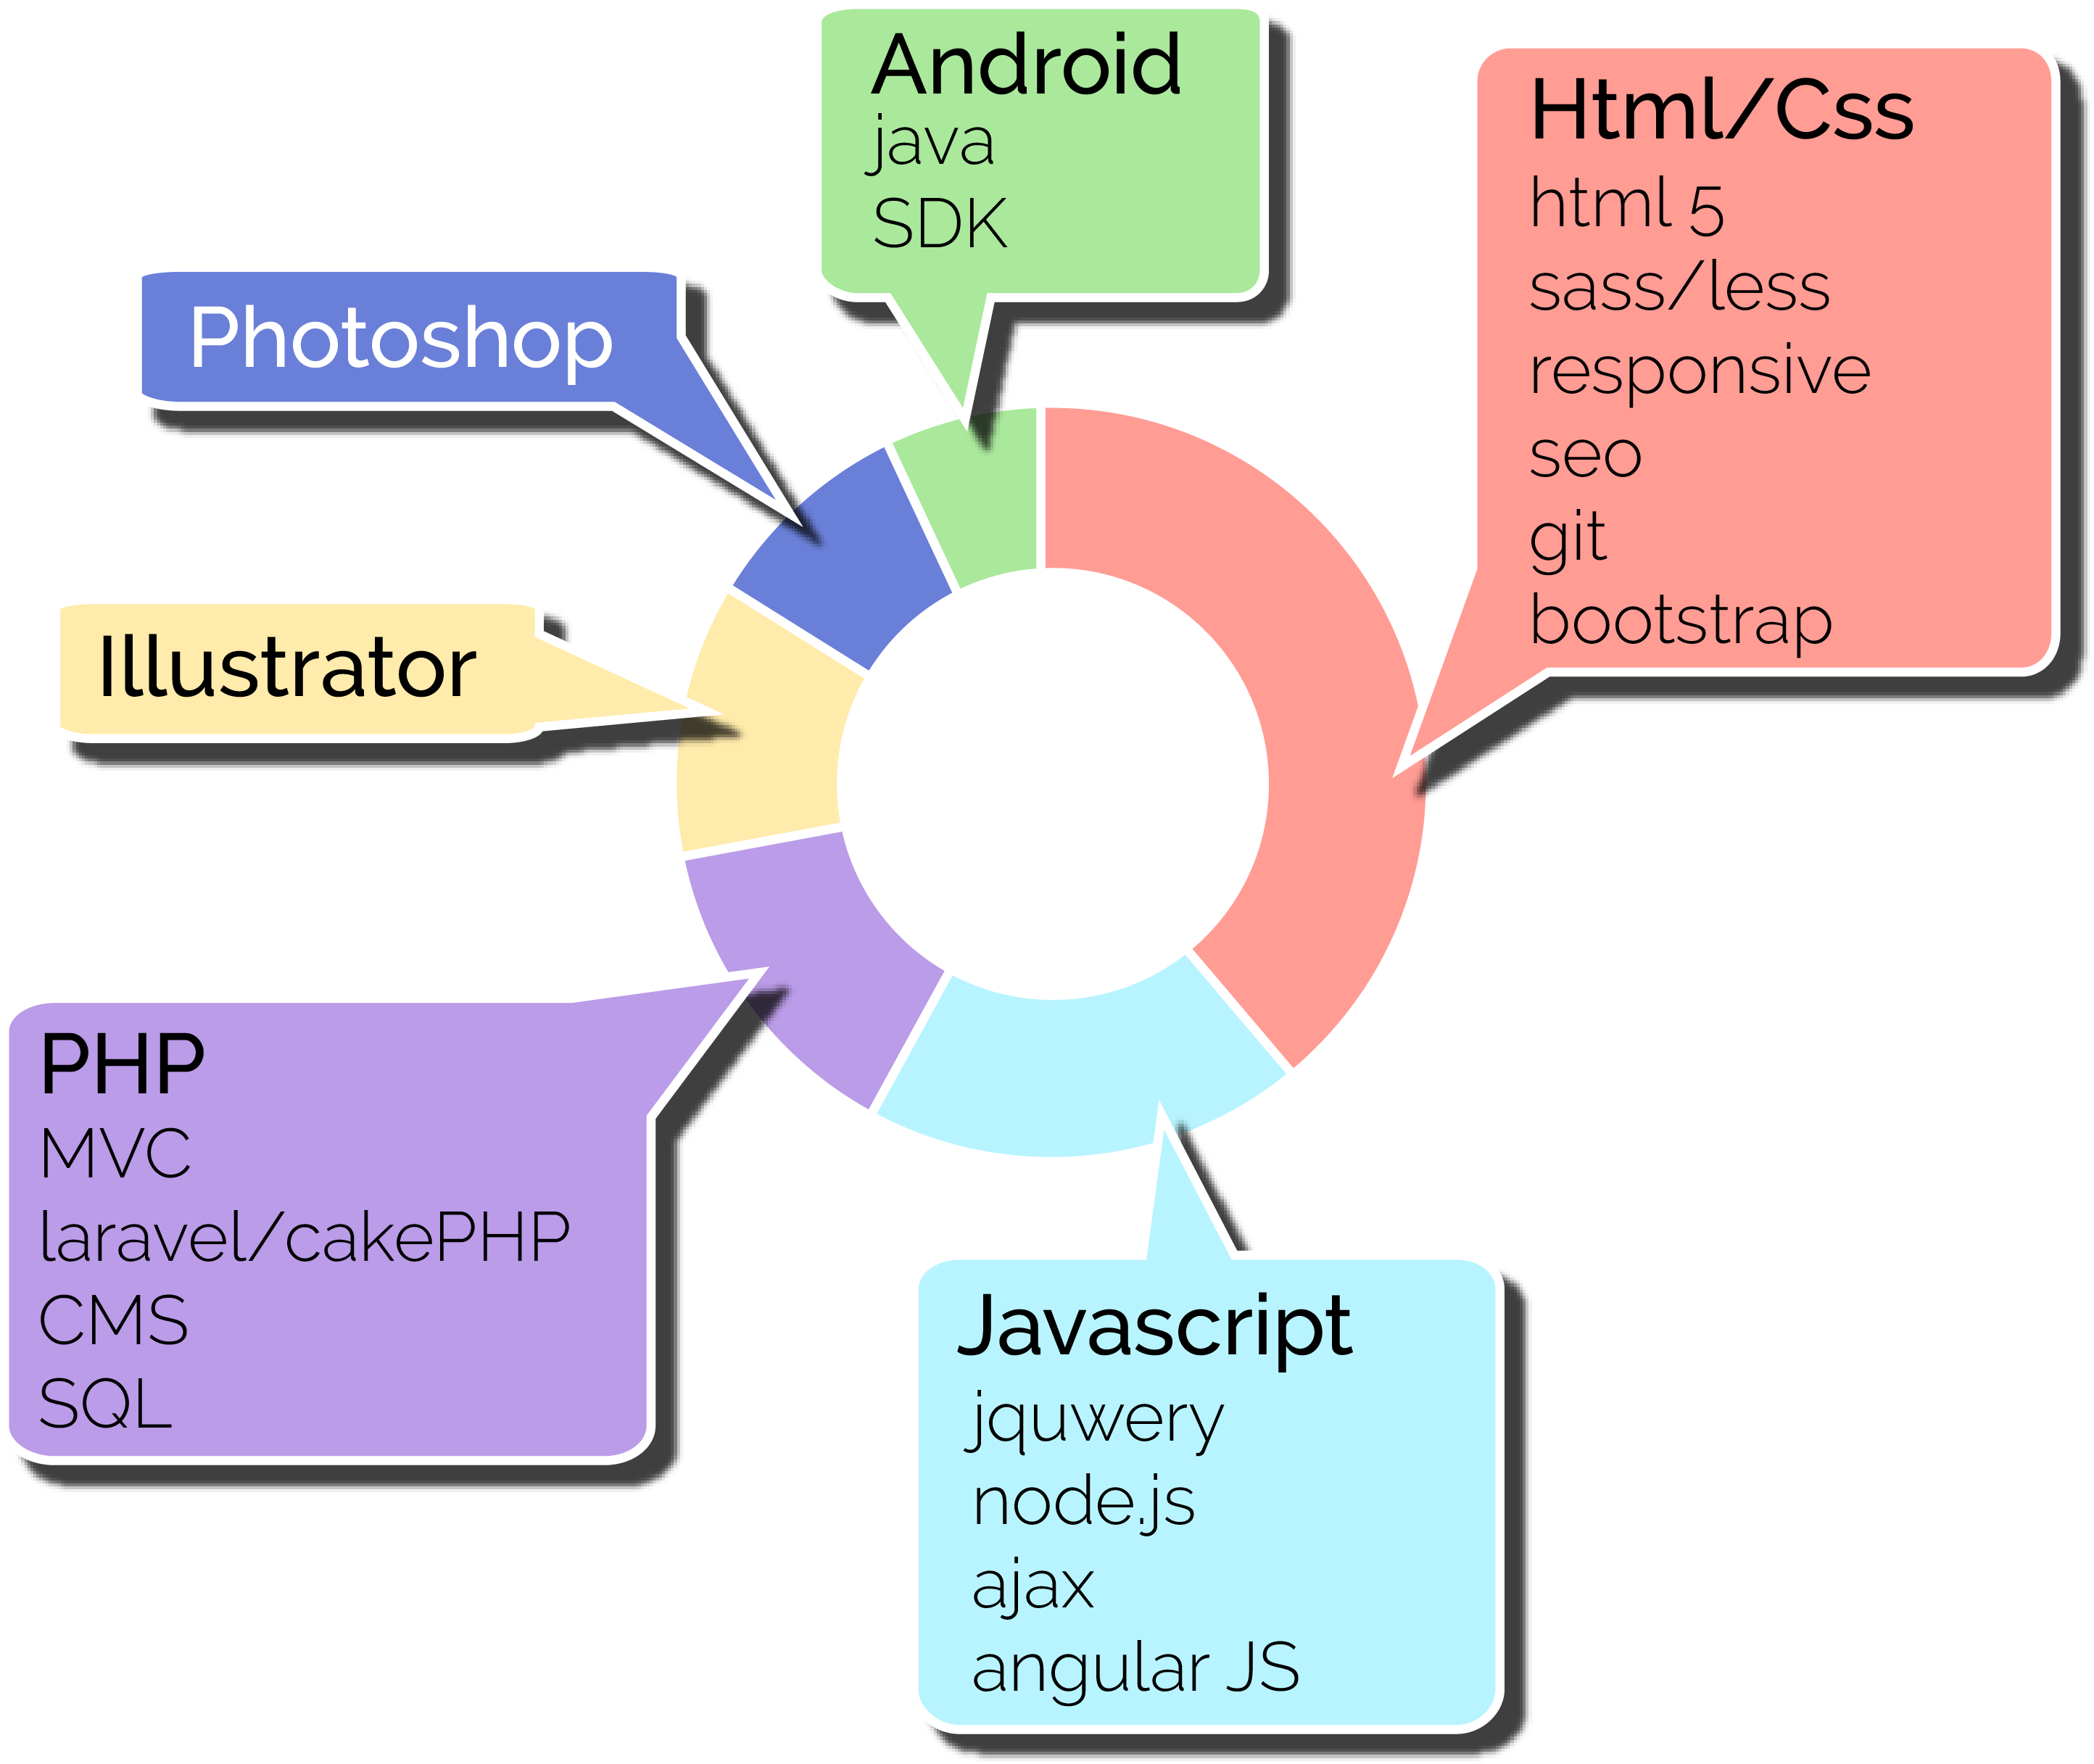 Android
java
SDK
Html/Css
html 5
sass/less
responsive
seo
git
bootstrap
Photoshop
Illustrator
PHP
MVC
laravel/cakePHP
CMS
SQL
Javascript
jquwery
node.js
ajax
angular JS